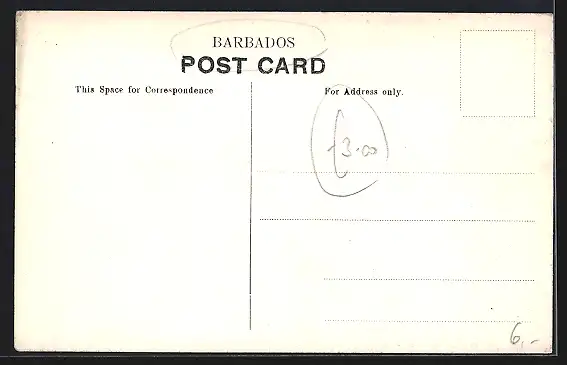 BARBADOS
POST CARD
This Space for Correspondence
For Address only.
£3.00
6,-